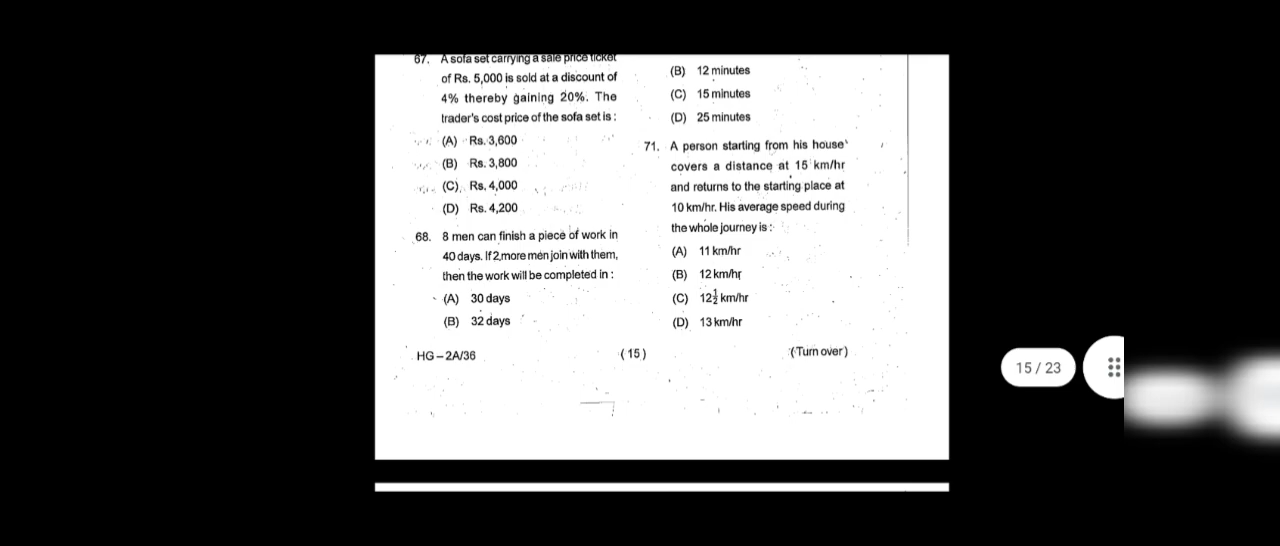 67. A sofa set carrying a sale price ticket
of Rs. 5,000 is sold at a discount of
4% thereby gaining 20%. The
trader's cost price of the sofa set is :
(A) Rs. 3,600
(B) Rs. 3,800
(C) Rs. 4,000
(D) Rs. 4,200
68. 8 men can finish a piece of work in
40 days. If 2 more men join with them,
then the work will be completed in :
(A) 30 days
(B) 32 days
(B) 12 minutes
(C) 15 minutes
(D) 25 minutes
71. A person starting from his house
covers a distance at 15 km/hr
and returns to the starting place at
10 km/hr. His average speed during
the whole journey is :
(A) 11 km/hr
(B) 12 km/hr
(C) 12½ km/hr
(D) 13 km/hr
HG – 2A/36
(15)
(Turn over)
15 / 23